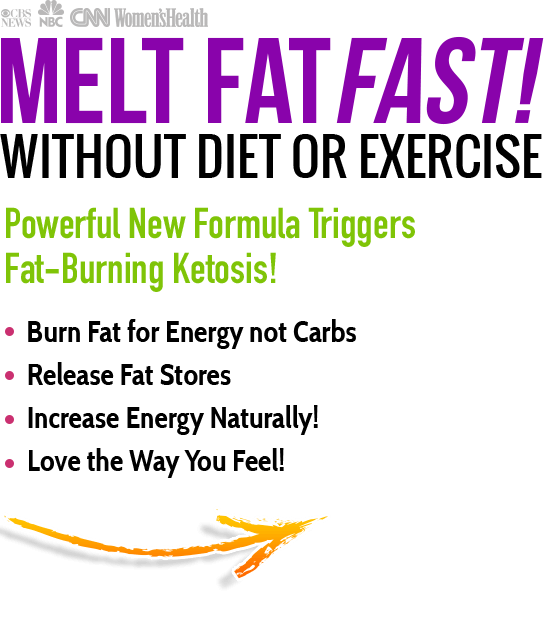 CBS NEWS NBC CNN Women'sHealth
MELT FAT FAST!
WITHOUT DIET OR EXERCISE
Powerful New Formula Triggers
Fat-Burning Ketosis!
• Burn Fat for Energy not Carbs
• Release Fat Stores
• Increase Energy Naturally!
• Love the Way You Feel!